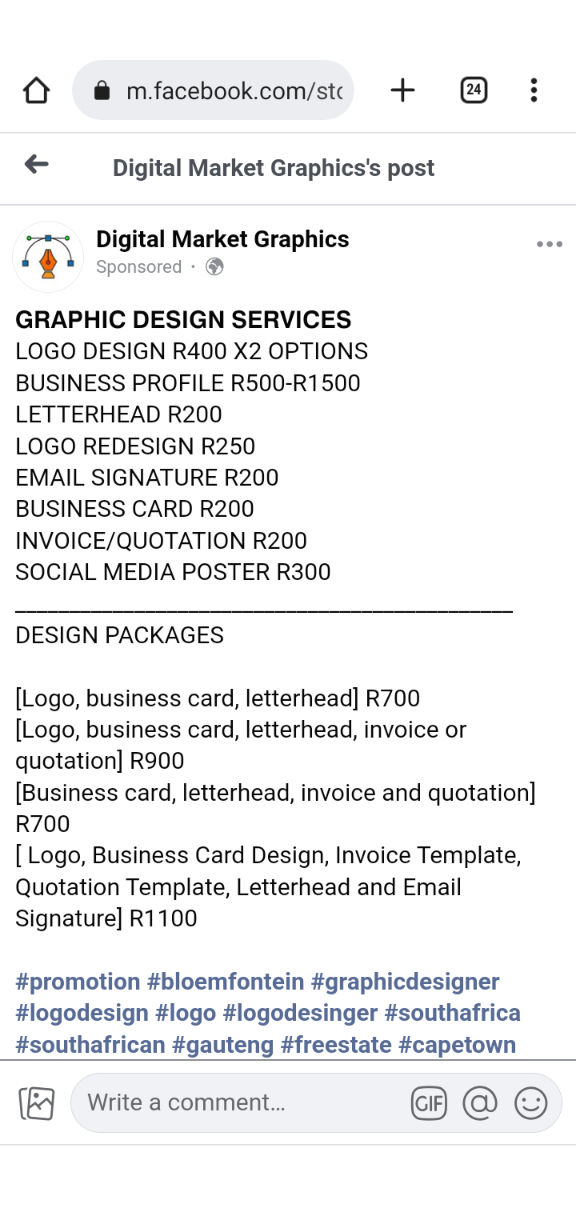 m.facebook.com/sto
24
Digital Market Graphics's post
Digital Market Graphics
Sponsored ·
GRAPHIC DESIGN SERVICES
LOGO DESIGN R400 X2 OPTIONS
BUSINESS PROFILE R500-R1500
LETTERHEAD R200
LOGO REDESIGN R250
EMAIL SIGNATURE R200
BUSINESS CARD R200
INVOICE/QUOTATION R200
SOCIAL MEDIA POSTER R300
___________________________________________
DESIGN PACKAGES
[Logo, business card, letterhead] R700
[Logo, business card, letterhead, invoice or
quotation] R900
[Business card, letterhead, invoice and quotation]
R700
[ Logo, Business Card Design, Invoice Template,
Quotation Template, Letterhead and Email
Signature] R1100
#promotion #bloemfontein #graphicdesigner
#logodesign #logo #logodesinger #southafrica
#southafrican #gauteng #freestate #capetown
Write a comment...
GIF @